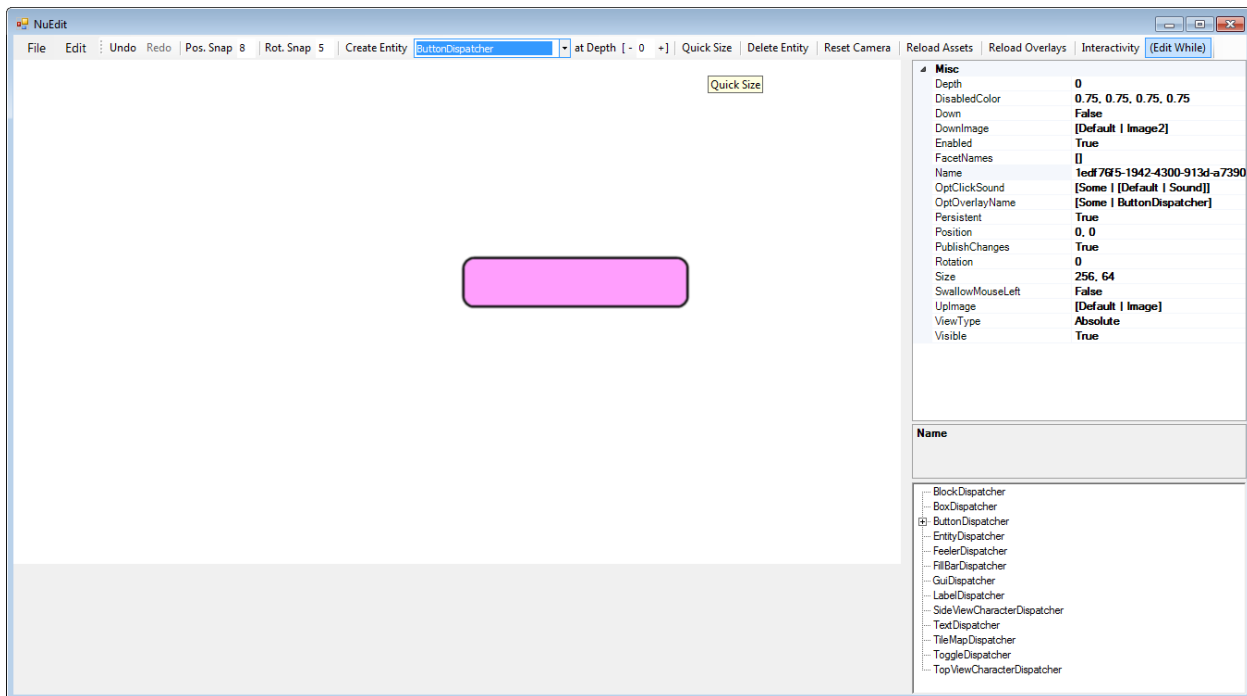 NuEdit
File Edit Undo Redo Pos. Snap 8 Rot. Snap 5 Create Entity ButtonDispatcher at Depth [ - 0 +] Quick Size Delete Entity Reset Camera Reload Assets Reload Overlays Interactivity (Edit While)
Quick Size
Misc
Depth 0
DisabledColor 0.75, 0.75, 0.75, 0.75
Down False
DownImage [Default | Image2]
Enabled True
FacetNames []
Name 1edf76f5-1942-4300-913d-a7390
OptClickSound [Some | [Default | Sound]]
OptOverlayName [Some | ButtonDispatcher]
Persistent True
Position 0, 0
PublishChanges True
Rotation 0
Size 256, 64
SwallowMouseLeft False
UpImage [Default | Image]
ViewType Absolute
Visible True
Name
BlockDispatcher
BoxDispatcher
ButtonDispatcher
EntityDispatcher
FeelerDispatcher
FillBarDispatcher
GuiDispatcher
LabelDispatcher
SideViewCharacterDispatcher
TextDispatcher
TileMapDispatcher
ToggleDispatcher
TopViewCharacterDispatcher